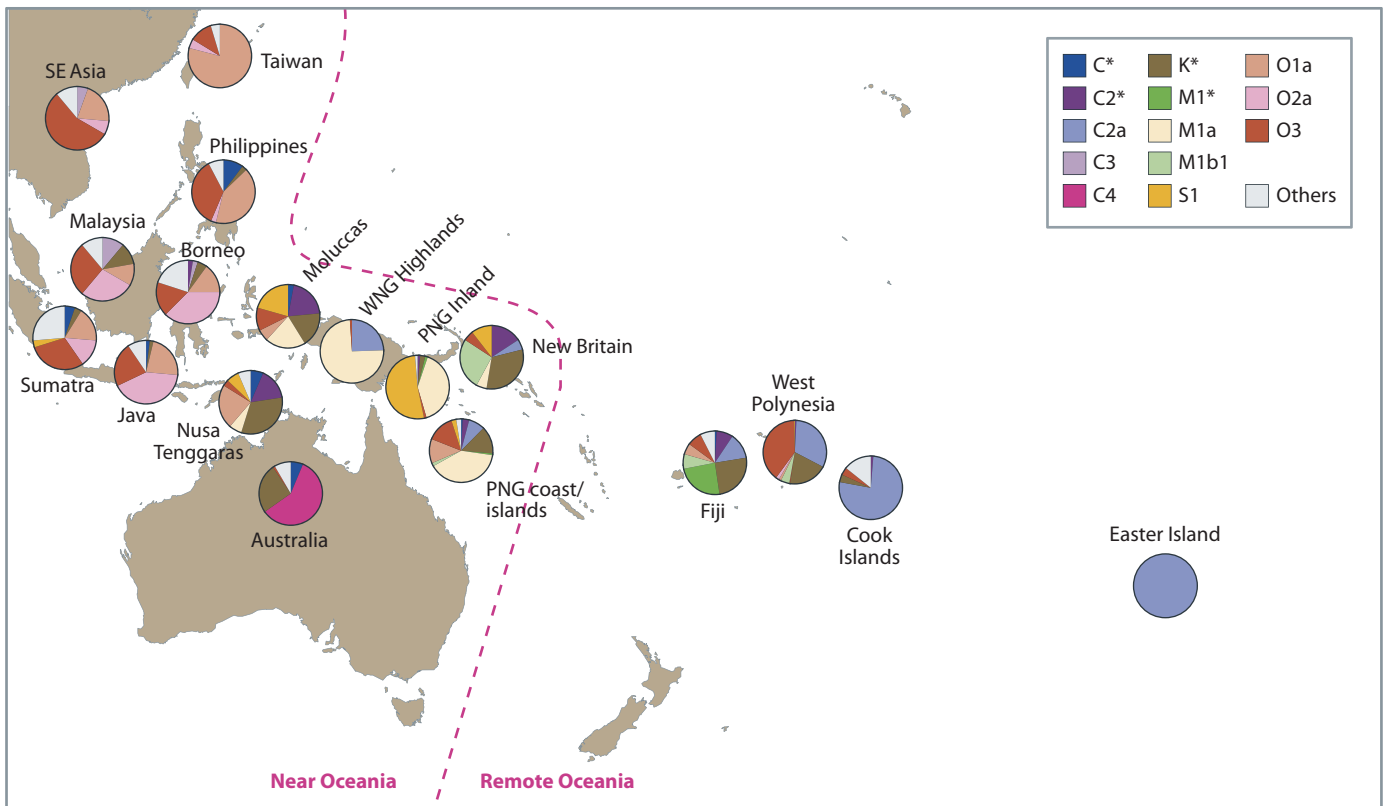 Taiwan
SE Asia
Philippines
Malaysia
Borneo
Moluccas
WNG Highlands
PNG Inland
New Britain
Sumatra
Java
Nusa
Tenggaras
PNG coast/
islands
Australia
West
Polynesia
Fiji
Cook
Islands
Easter Island
Near Oceania
Remote Oceania
C*
C2*
C2a
C3
C4
K*
M1*
M1a
M1b1
S1
O1a
O2a
O3
Others